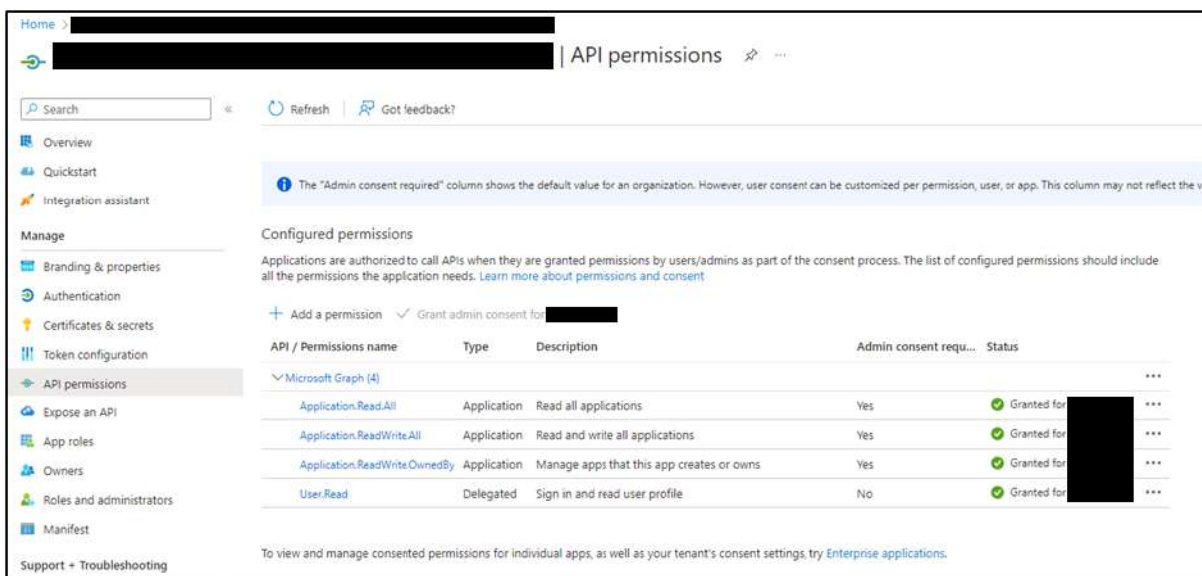 Home >
| API permissions ...
Search «
Refresh | Got feedback?
Overview
Quickstart
Integration assistant
The "Admin consent required" column shows the default value for an organization. However, user consent can be customized per permission, user, or app. This column may not reflect the v
Manage
Branding & properties
Authentication
Certificates & secrets
Token configuration
API permissions
Expose an API
App roles
Owners
Roles and administrators
Manifest
Support + Troubleshooting
Configured permissions
Applications are authorized to call APIs when they are granted permissions by users/admins as part of the consent process. The list of configured permissions should include
all the permissions the application needs. Learn more about permissions and consent
+ Add a permission ✓ Grant admin consent for
API / Permissions name Type Description Admin consent requ... Status
Microsoft Graph (4) ...
Application.Read.All Application Read all applications Yes Granted for ...
Application.ReadWrite.All Application Read and write all applications Yes Granted for ...
Application.ReadWrite.OwnedBy Application Manage apps that this app creates or owns Yes Granted for ...
User.Read Delegated Sign in and read user profile No Granted for ...
To view and manage consented permissions for individual apps, as well as your tenant's consent settings, try Enterprise applications.